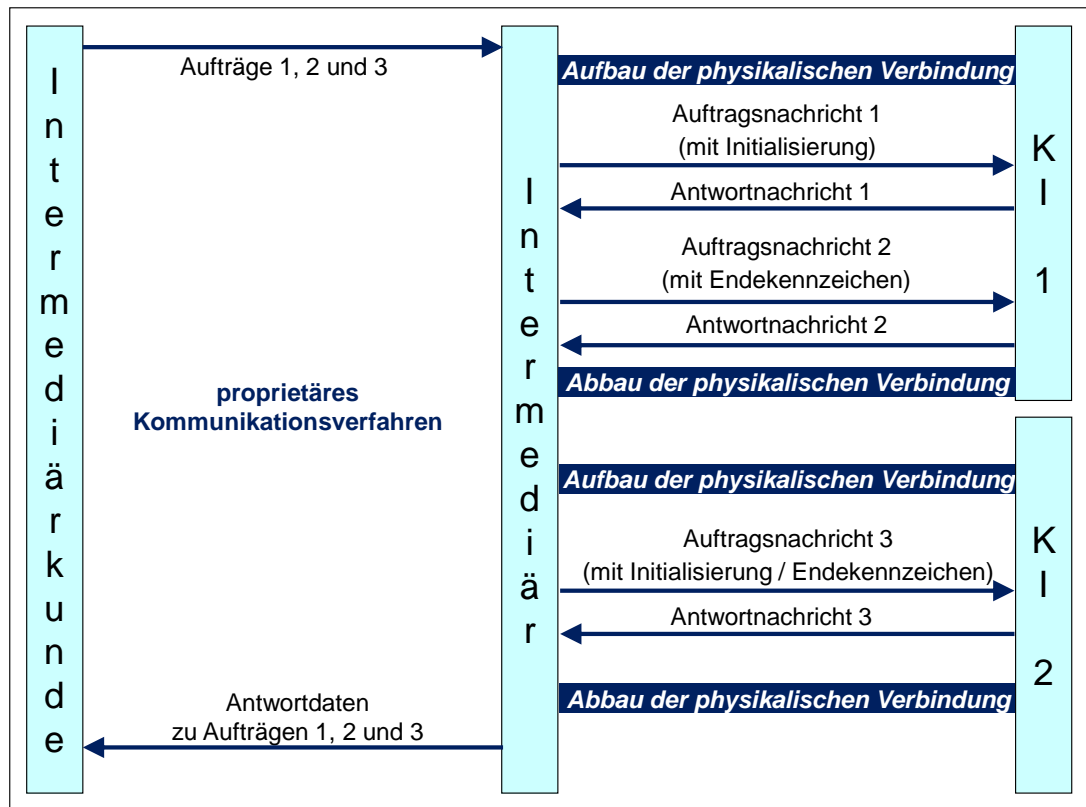 Intermediärkunde
Aufträge 1, 2 und 3
proprietäres
Kommunikationsverfahren
Antwortdaten
zu Aufträgen 1, 2 und 3
Intermediär
Aufbau der physikalischen Verbindung
Auftragsnachricht 1
(mit Initialisierung)
Antwortnachricht 1
Auftragsnachricht 2
(mit Endekennzeichen)
Antwortnachricht 2
Abbau der physikalischen Verbindung
KI 1
Aufbau der physikalischen Verbindung
Auftragsnachricht 3
(mit Initialisierung / Endekennzeichen)
Antwortnachricht 3
Abbau der physikalischen Verbindung
KI 2